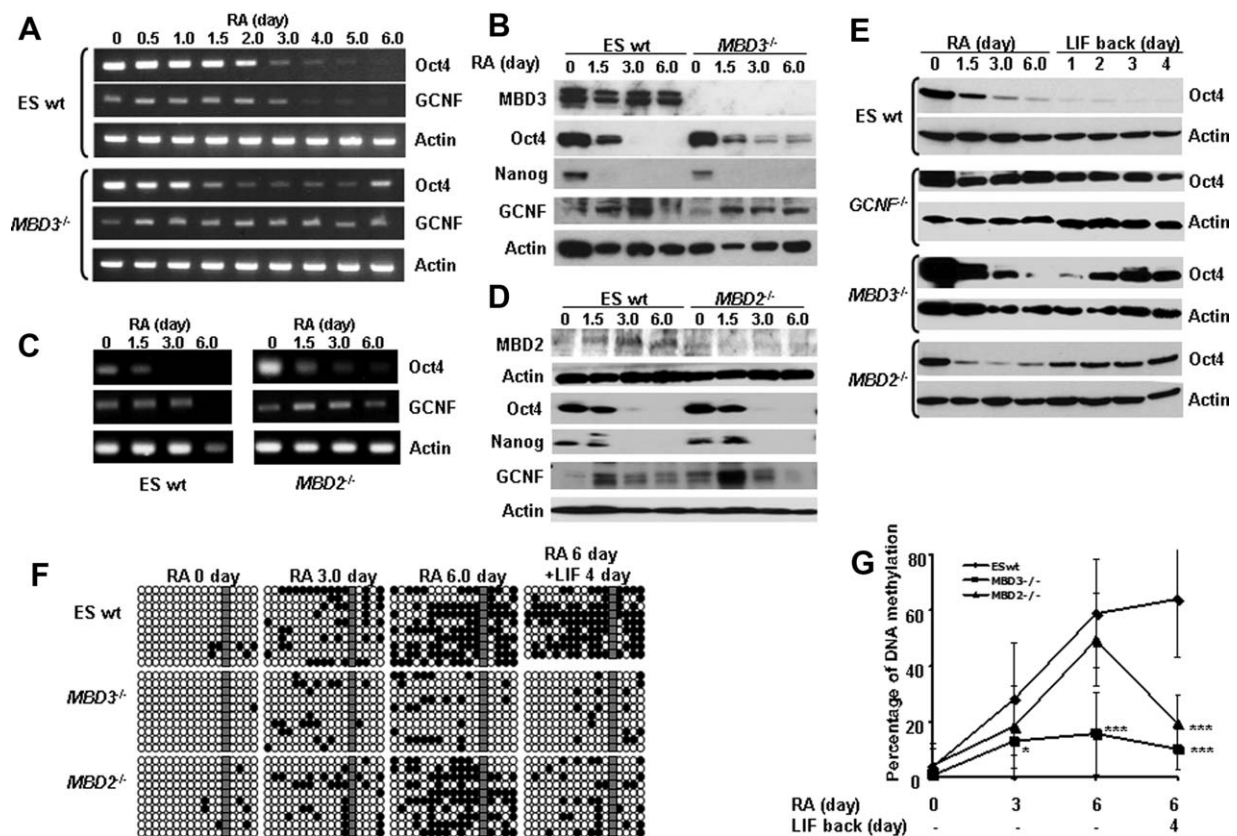 A
RA (day)
0 0.5 1.0 1.5 2.0 3.0 4.0 5.0 6.0
ES wt
Oct4
GCNF
Actin
MBD3-/-
Oct4
GCNF
Actin
B
ES wt MBD3-/-
RA (day) 0 1.5 3.0 6.0 0 1.5 3.0 6.0
MBD3
Oct4
Nanog
GCNF
Actin
C
RA (day) RA (day)
0 1.5 3.0 6.0 0 1.5 3.0 6.0
Oct4
GCNF
Actin
ES wt MBD2-/-
D
ES wt MBD2-/-
0 1.5 3.0 6.0 0 1.5 3.0 6.0
MBD2
Actin
Oct4
Nanog
GCNF
Actin
E
RA (day) LIF back (day)
0 1.5 3.0 6.0 1 2 3 4
ES wt
Oct4
Actin
GCNF-/-
Oct4
Actin
MBD3-/-
Oct4
Actin
MBD2-/-
Oct4
Actin
F
RA 0 day RA 3.0 day RA 6.0 day RA 6 day
+LIF 4 day
ES wt
MBD3-/-
MBD2-/-
G
Percentage of DNA methylation
80
60
40
20
0
ESwt
MBD3-/-
MBD2-/-
*
***
***
***
RA (day) 0 3 6 6
LIF back (day) - - - 4